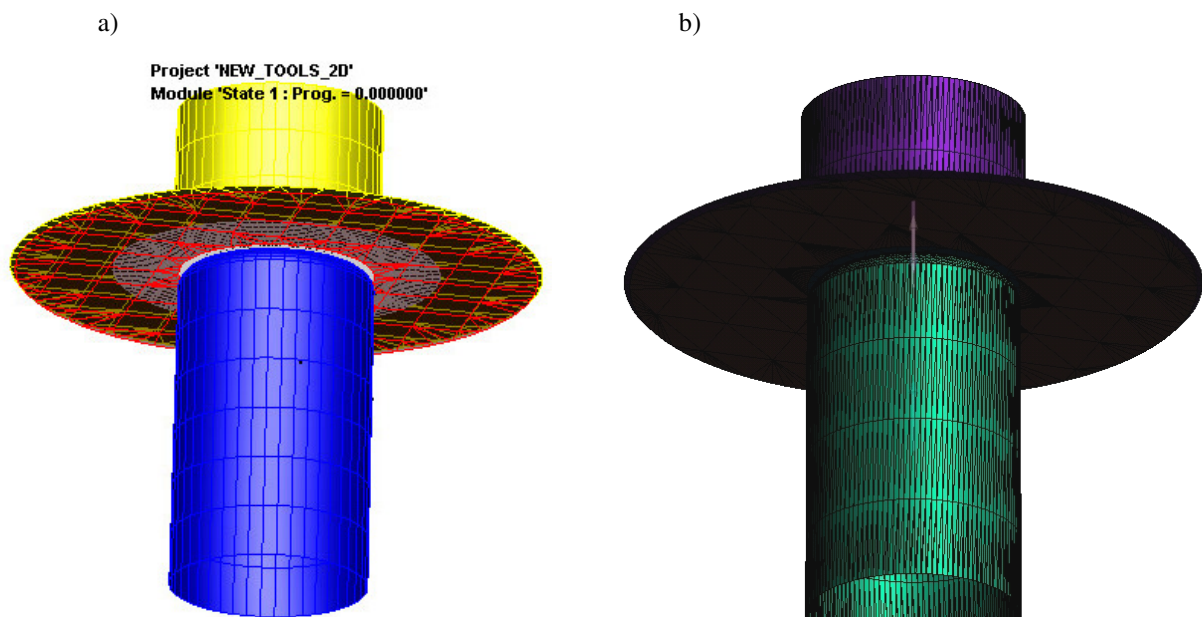 a)
b)
Project 'NEW_TOOLS_2D'
Module 'State 1 : Prog. = 0.000000'